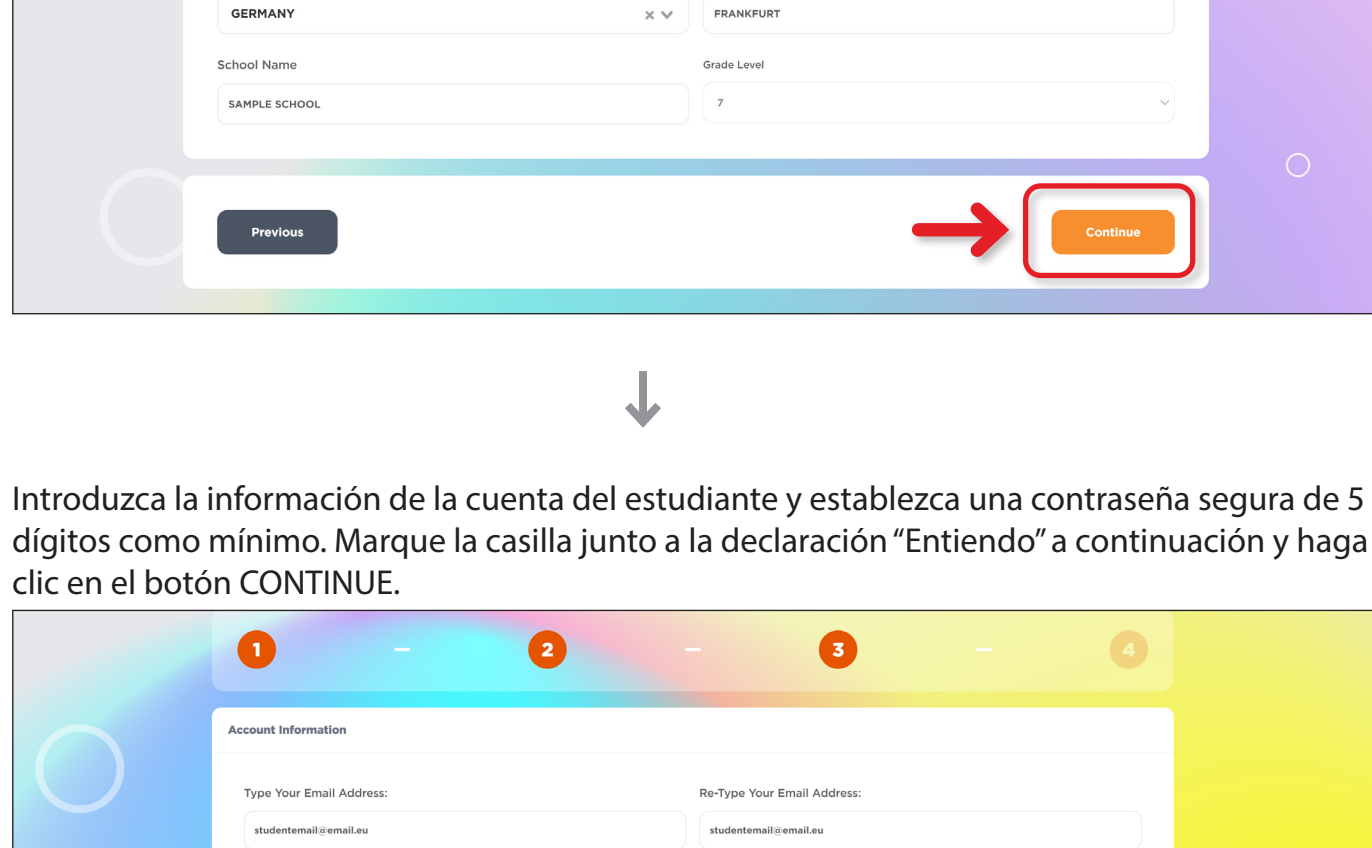 GERMANY
FRANKFURT
School Name
Grade Level
SAMPLE SCHOOL
7
Previous
Continue
Introduzca la información de la cuenta del estudiante y establezca una contraseña segura de 5
dígitos como mínimo. Marque la casilla junto a la declaración “Entiendo” a continuación y haga
clic en el botón CONTINUE.
1 – 2 – 3 – 4
Account Information
Type Your Email Address:
Re-Type Your Email Address:
studentemail@email.eu
studentemail@email.eu